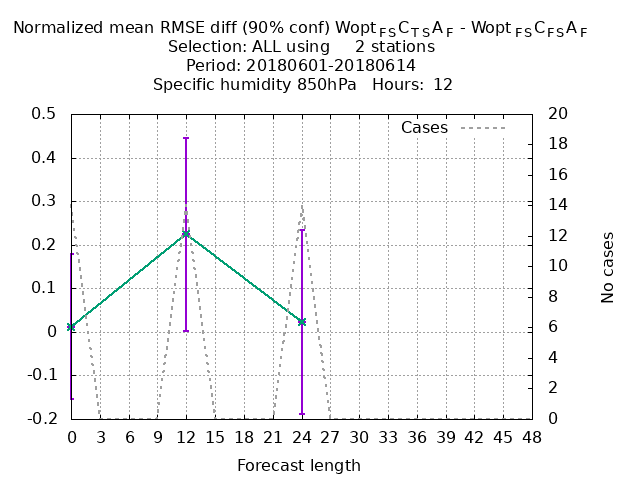 Normalized mean RMSE diff (90% conf) Wopt FS C TS A F - Wopt FS C FS A F
Selection: ALL using 2 stations
Period: 20180601-20180614
Specific humidity 850hPa Hours: 12
Cases
0.5
0.4
0.3
0.2
0.1
0
-0.1
-0.2
20
18
16
14
12
10
8
6
4
2
0
No cases
0 3 6 9 12 15 18 21 24 27 30 33 36 39 42 45 48
Forecast length